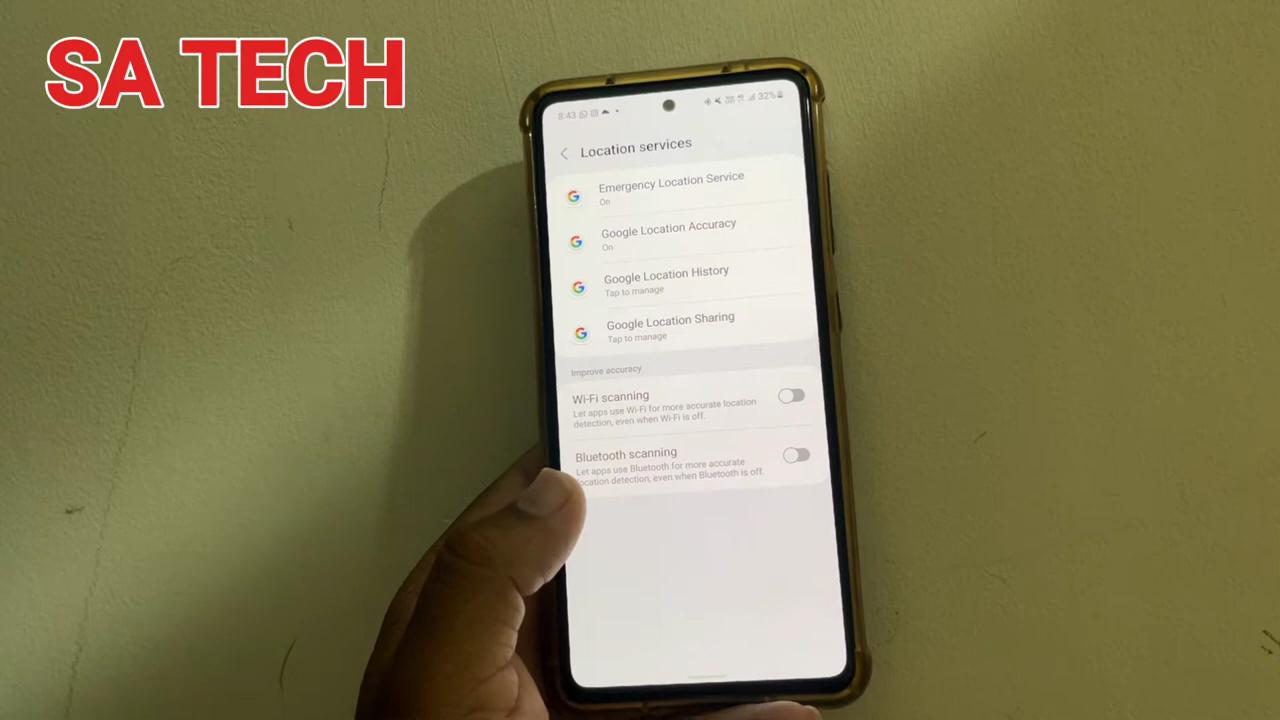 SA TECH
8:43
32%
Location services
Emergency Location Service
On
Google Location Accuracy
On
Google Location History
Tap to manage
Google Location Sharing
Tap to manage
Improve accuracy
Wi-Fi scanning
Let apps use Wi-Fi for more accurate location
detection, even when Wi-Fi is off.
Bluetooth scanning
Let apps use Bluetooth for more accurate
location detection, even when Bluetooth is off.